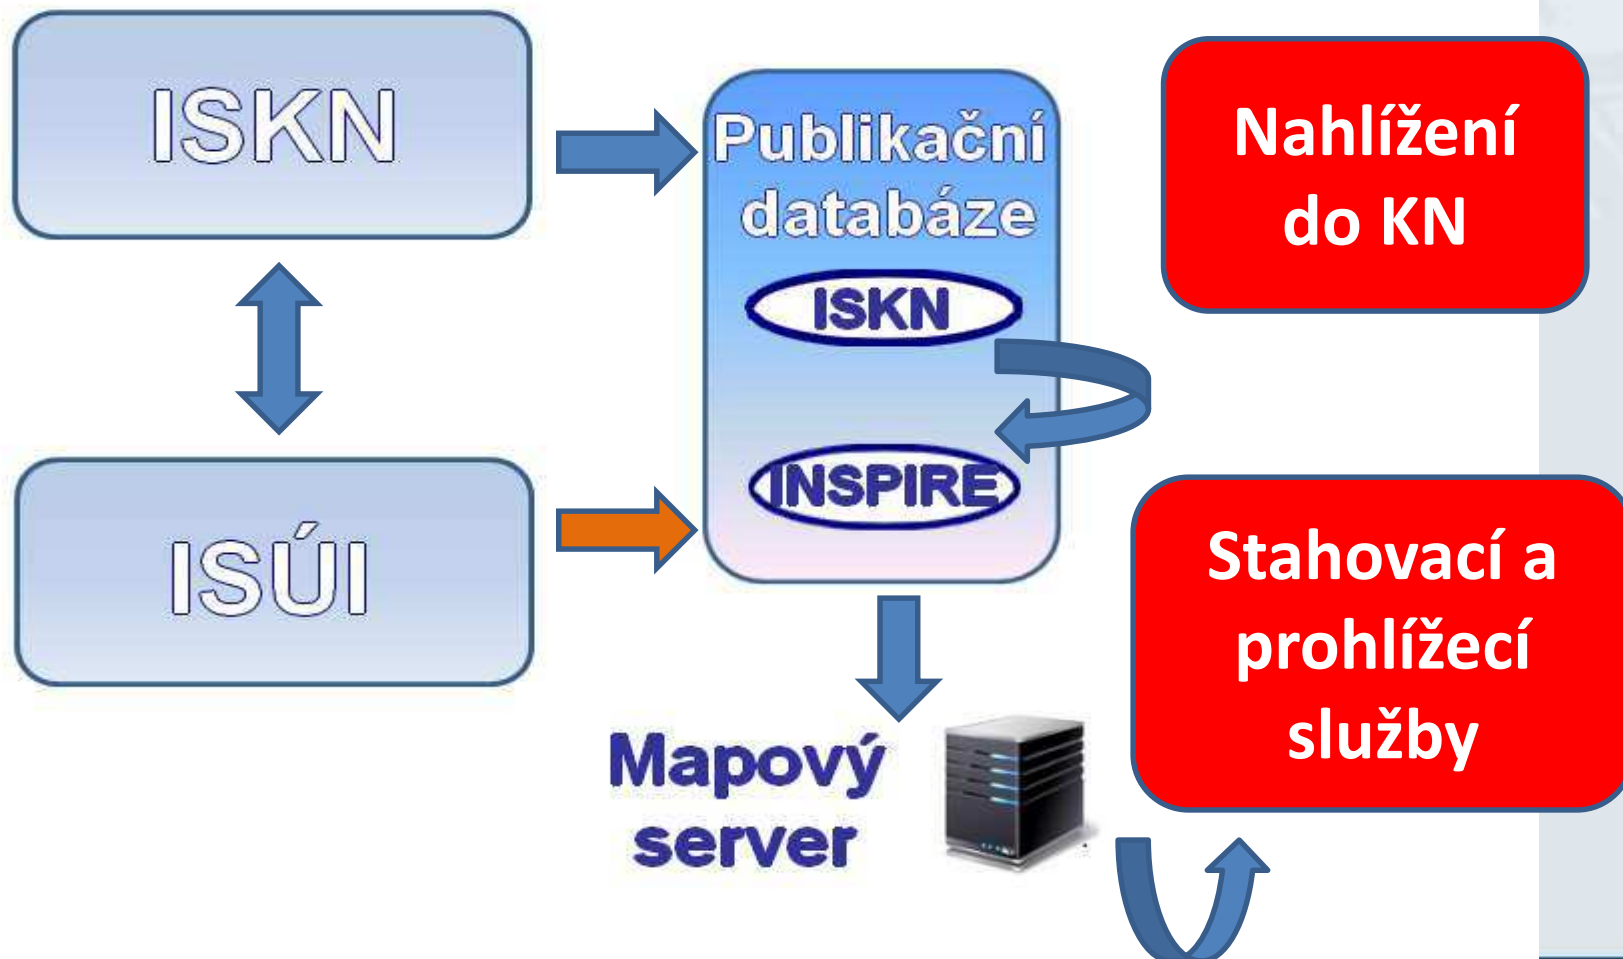 ISKN
Publikační
databáze
ISKN
INSPIRE
Nahlížení
do KN
ISÚI
Stahovací a
prohlížecí
služby
Mapový
server